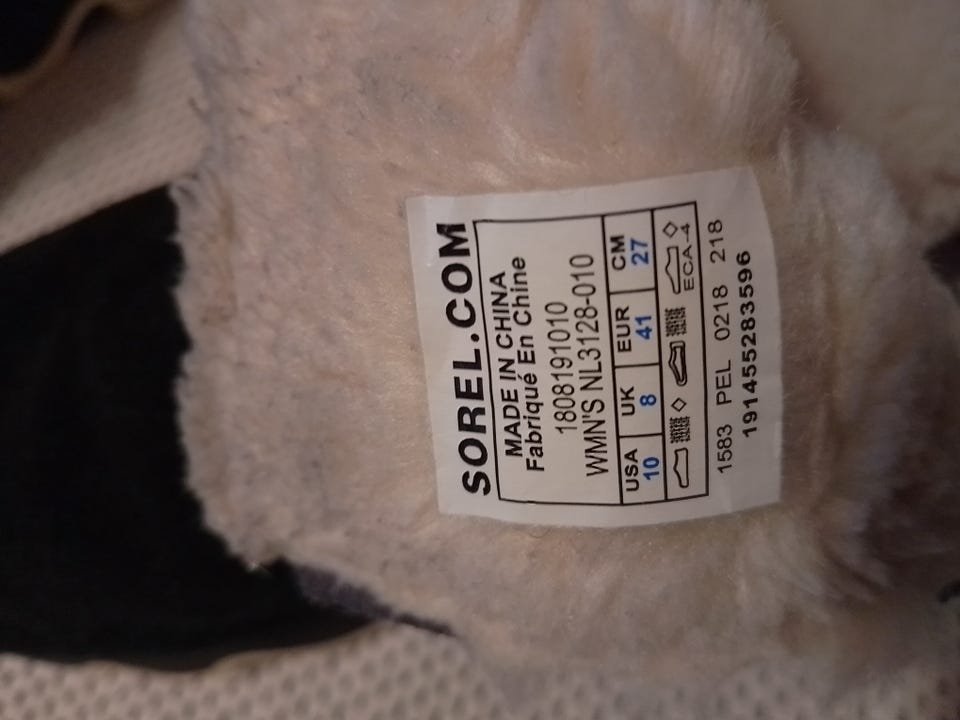 SOREL.COM
MADE IN CHINA
Fabriqué En Chine
1808191010
WMN'S NL3128-010
USA UK EUR CM
10 8 41 27
ECA-4
1583 PEL 0218 218
191455283596